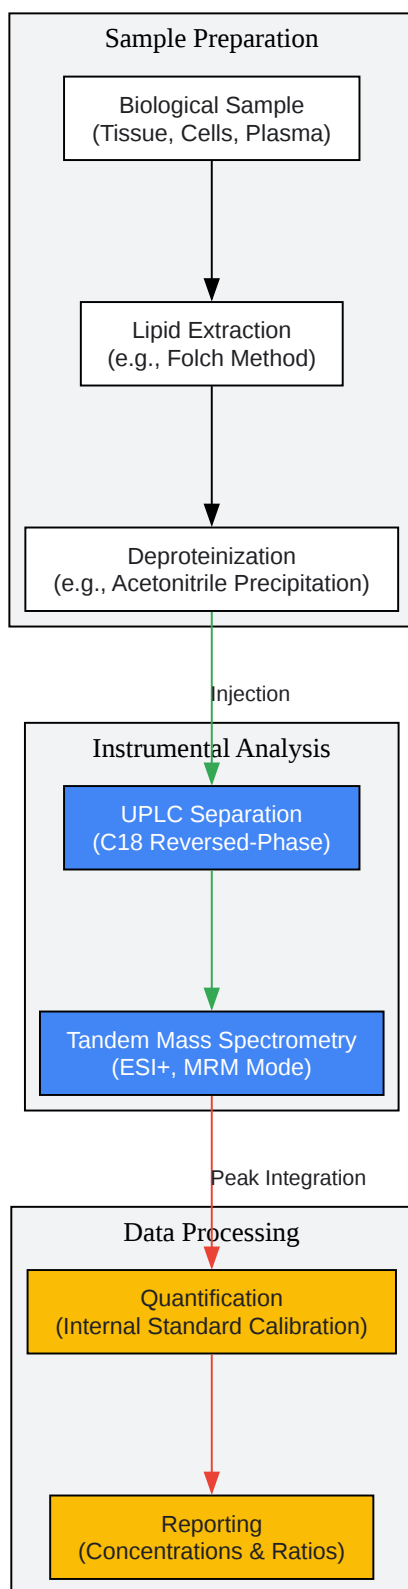 Sample Preparation
Biological Sample
(Tissue, Cells, Plasma)
Lipid Extraction
(e.g., Folch Method)
Deproteinization
(e.g., Acetonitrile Precipitation)
Injection
Instrumental Analysis
UPLC Separation
(C18 Reversed-Phase)
Tandem Mass Spectrometry
(ESI+, MRM Mode)
Peak Integration
Data Processing
Quantification
(Internal Standard Calibration)
Reporting
(Concentrations & Ratios)